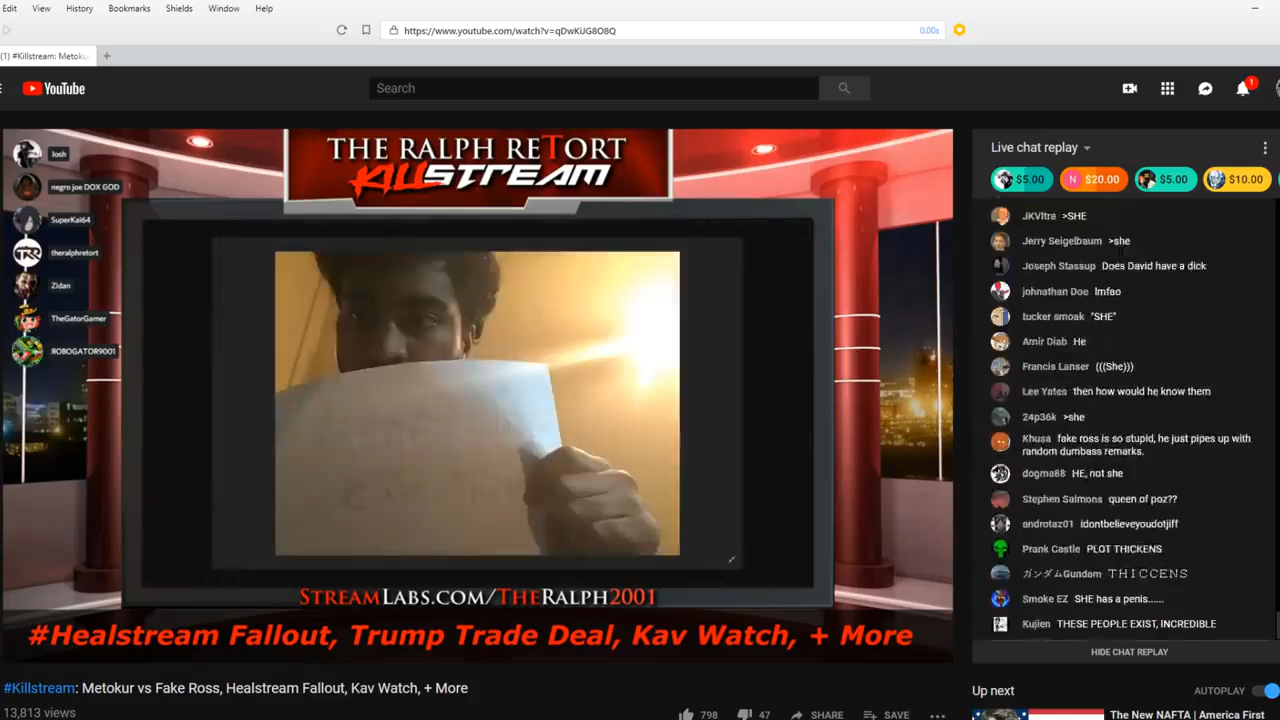 Edit View History Bookmarks Shields Window Help
https://www.youtube.com/watch?v=qDwKiJG8O8Q 0.00s
(1) #Killstream: Metoku
YouTube
Search
1
THE RALPH RETORT
KILLSTREAM
Josh
negro joe DOX GOD
SuperKai64
TRR theralphretort
Zidan
TheGatorGamer
ROBOGATOR9001
STREAMLABS.COM/THERALPH2001
#Healstream Fallout, Trump Trade Deal, Kav Watch, + More
#Killstream: Metokur vs Fake Ross, Healstream Fallout, Kav Watch, + More
13,813 views
798 47 SHARE SAVE
Live chat replay
$5.00 N $20.00 $5.00 $10.00
JKVltra >SHE
Jerry Seigelbaum >she
Joseph Stassup Does David have a dick
johnathan Doe lmfao
tucker smoak "SHE"
Amir Diab He
Francis Lanser (((She)))
Lee Yates then how would he know them
24p36k >she
Khusa fake ross is so stupid, he just pipes up with
random dumbass remarks.
dogma88 HE, not she
Stephen Salmons queen of poz??
androtaz01 idontbelieveyoudotjiff
Prank Castle PLOT THICKENS
ガンダムGundam ＴＨＩＣＣＥＮＳ
Smoke EZ SHE has a penis......
Kujien THESE PEOPLE EXIST, INCREDIBLE
HIDE CHAT REPLAY
Up next AUTOPLAY
The New NAFTA | America First